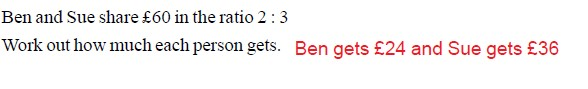 Ben and Sue share £60 in the ratio 2 : 3
Work out how much each person gets. Ben gets £24 and Sue gets £36